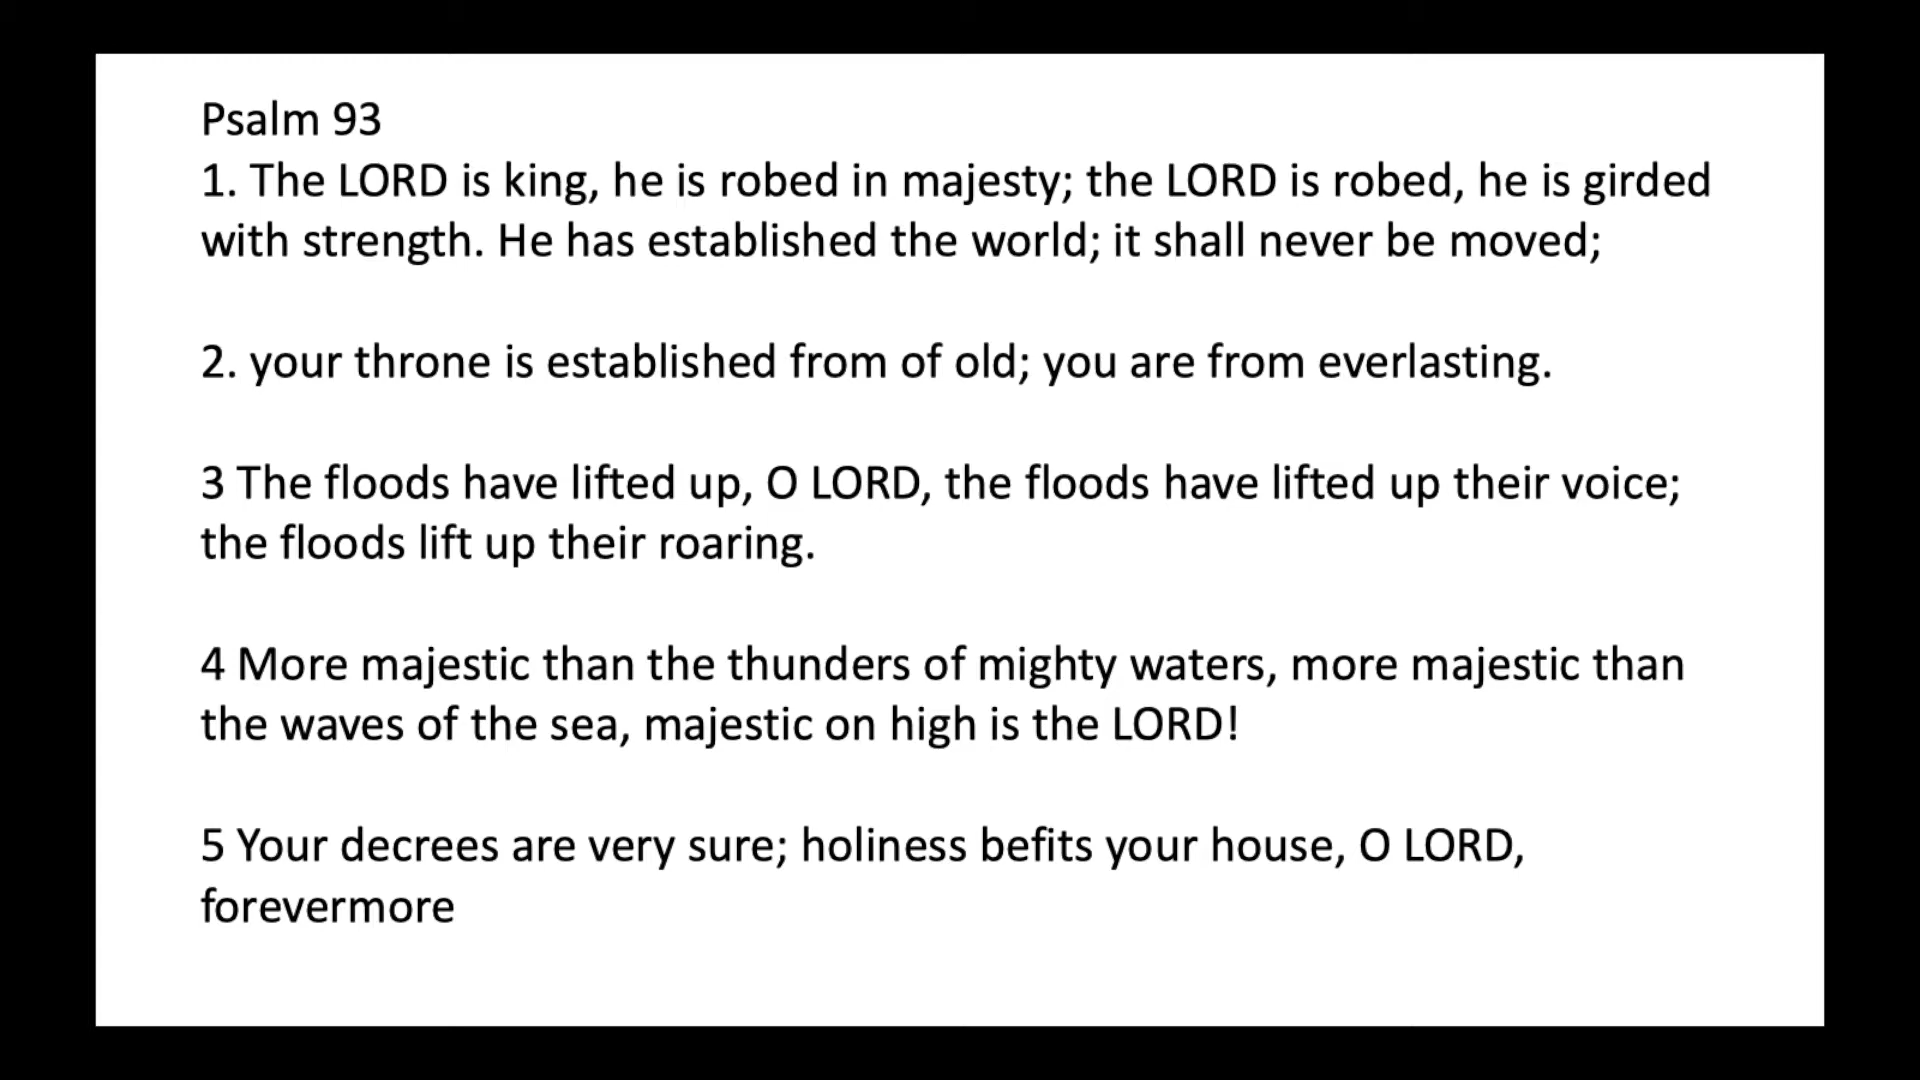 Psalm 93
1. The LORD is king, he is robed in majesty; the LORD is robed, he is girded
with strength. He has established the world; it shall never be moved;
2. your throne is established from of old; you are from everlasting.
3 The floods have lifted up, O LORD, the floods have lifted up their voice;
the floods lift up their roaring.
4 More majestic than the thunders of mighty waters, more majestic than
the waves of the sea, majestic on high is the LORD!
5 Your decrees are very sure; holiness befits your house, O LORD,
forevermore